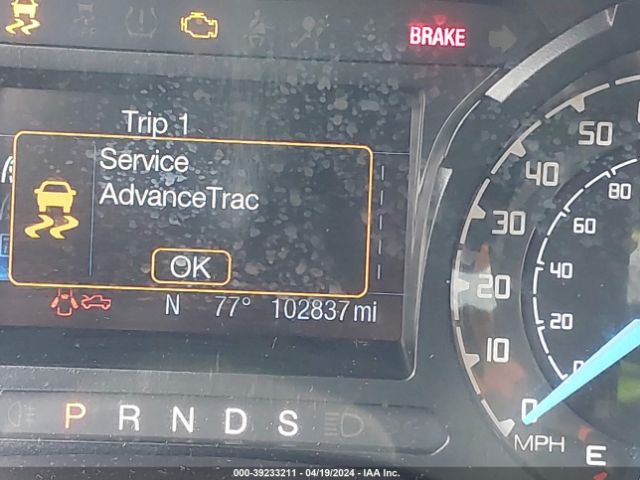 BRAKE
Trip 1
Service
AdvanceTrac
OK
N 77° 102837 mi
P R N D S
50
40
30
20
10
0
80
60
40
20
0
MPH
E
000-39233211 - 04/19/2024 - IAA Inc.